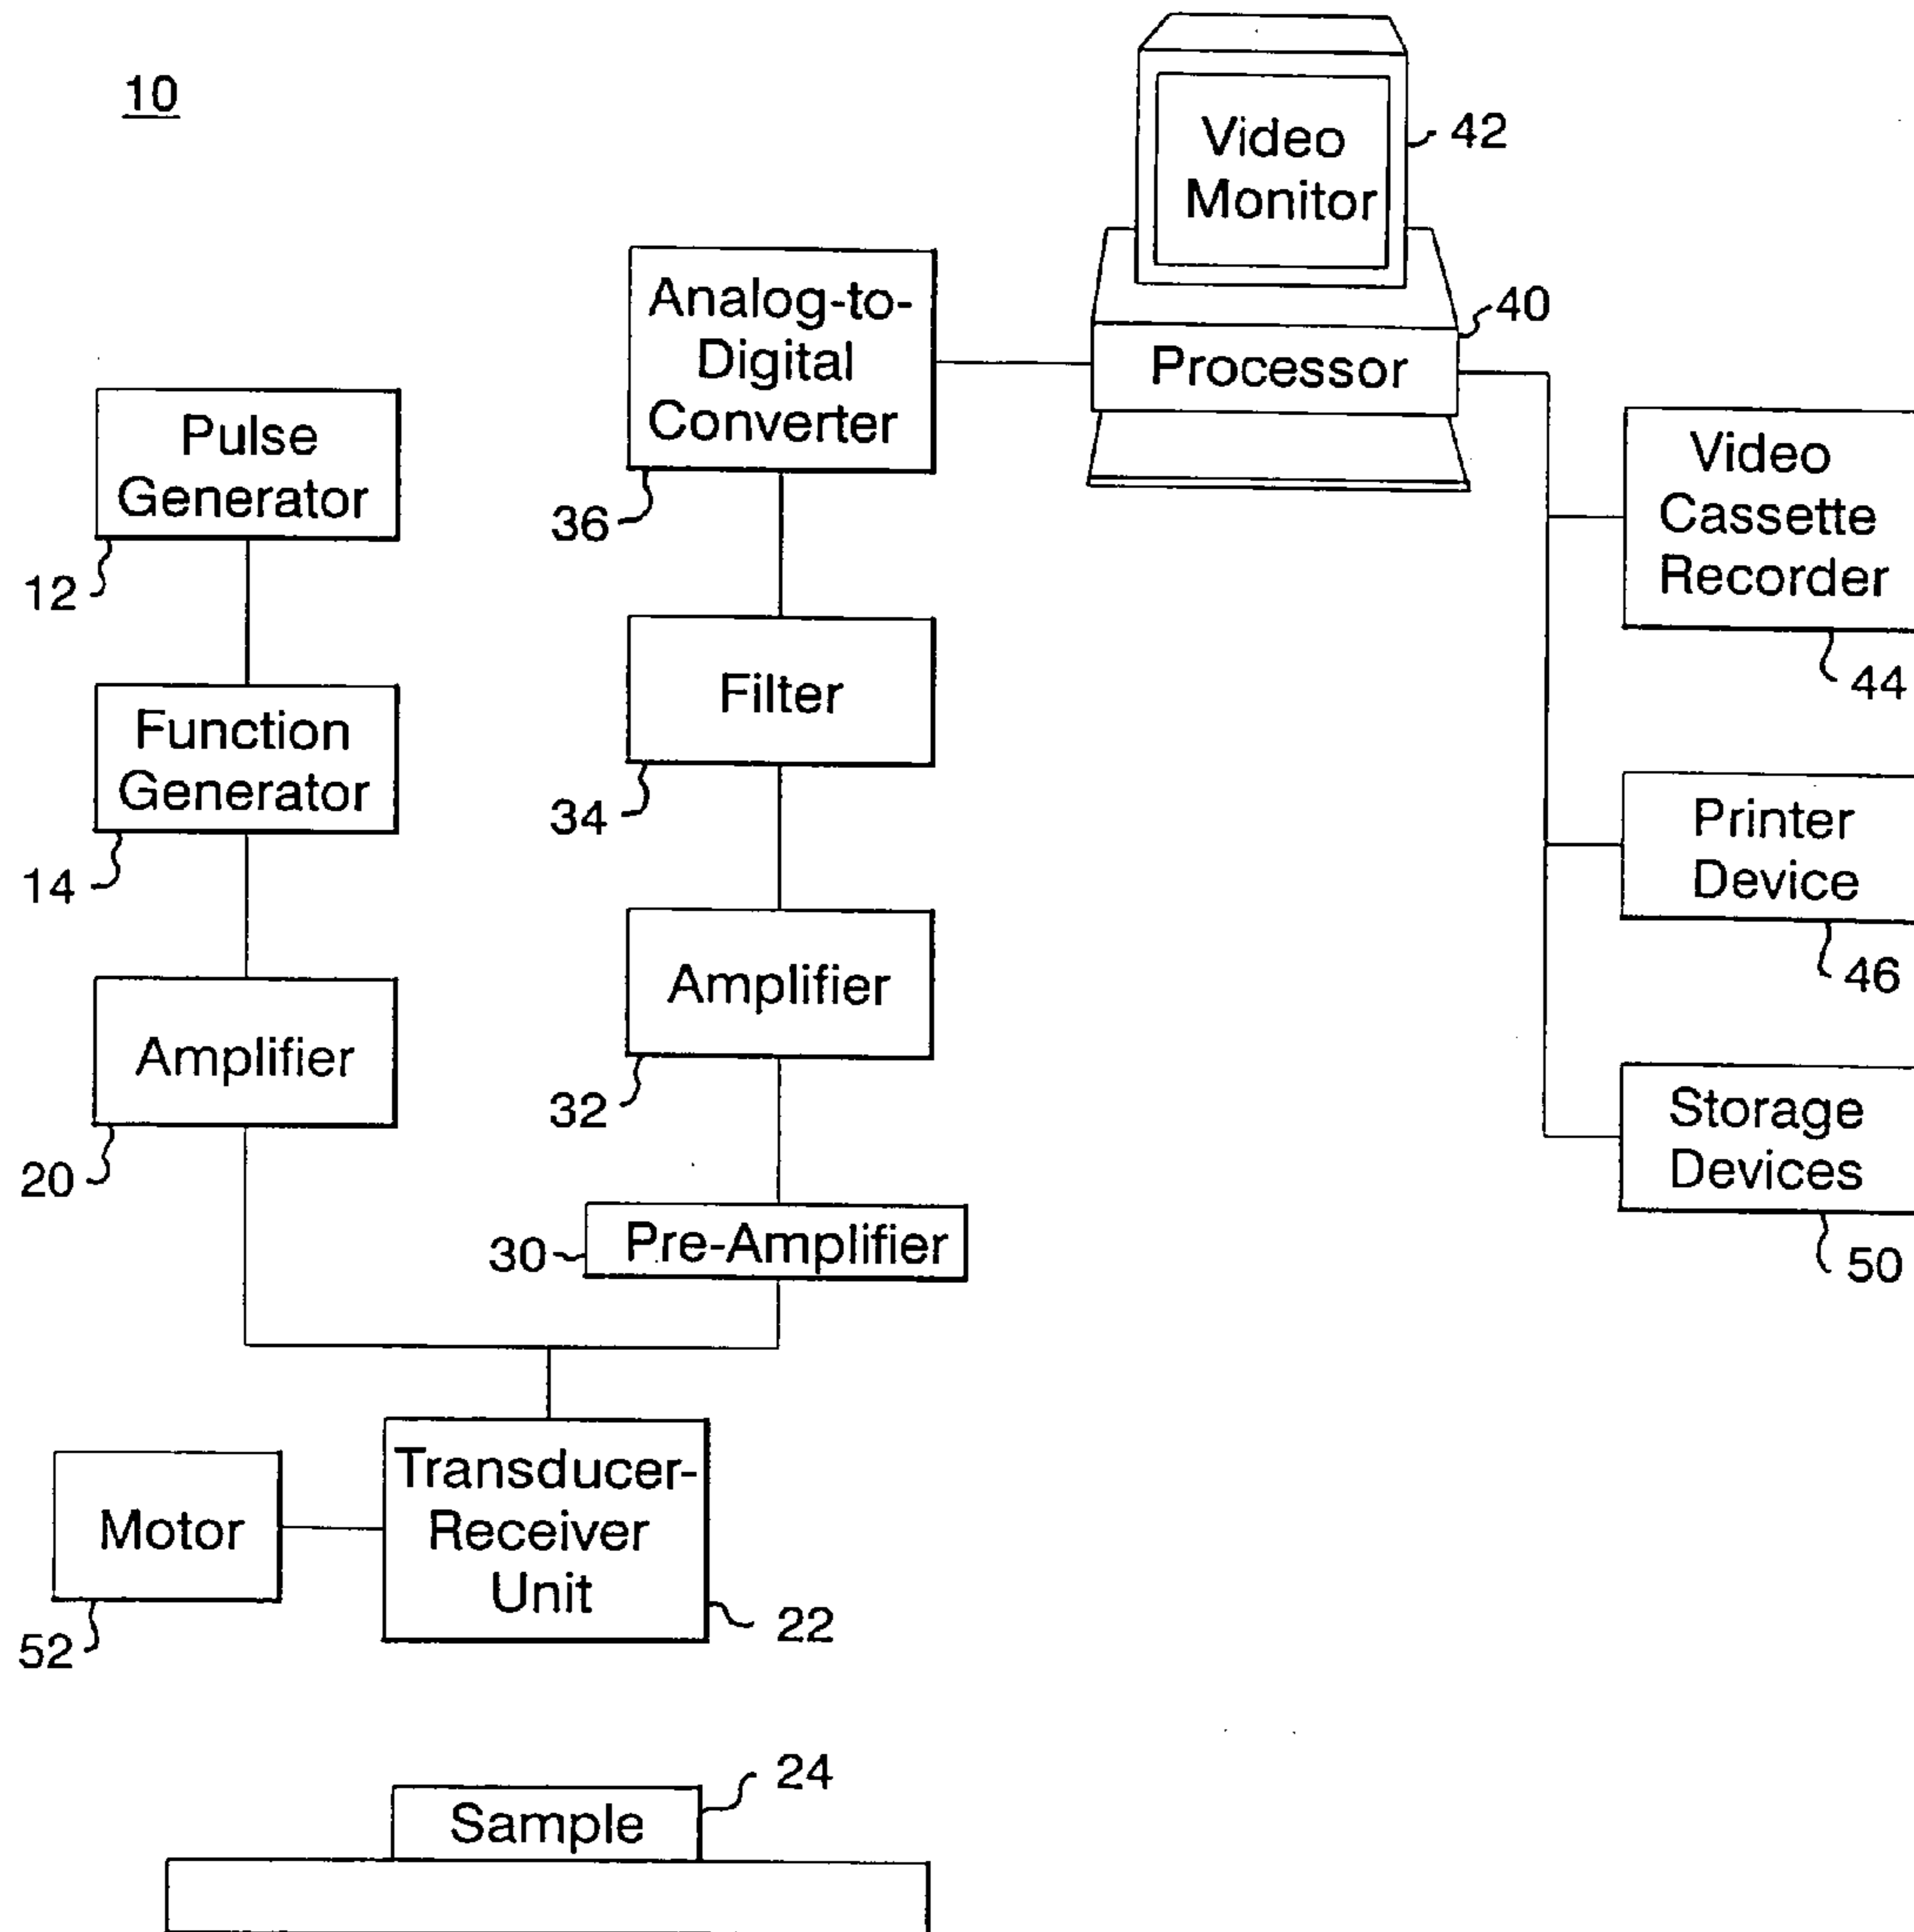 10
Video
Monitor
42
Analog-to-
Digital
Converter
36
Processor
40
Pulse
Generator
12
Video
Cassette
Recorder
44
Function
Generator
14
Filter
34
Printer
Device
46
Amplifier
20
Amplifier
32
Storage
Devices
50
Pre-Amplifier
30
Motor
52
Transducer-
Receiver
Unit
22
Sample
24